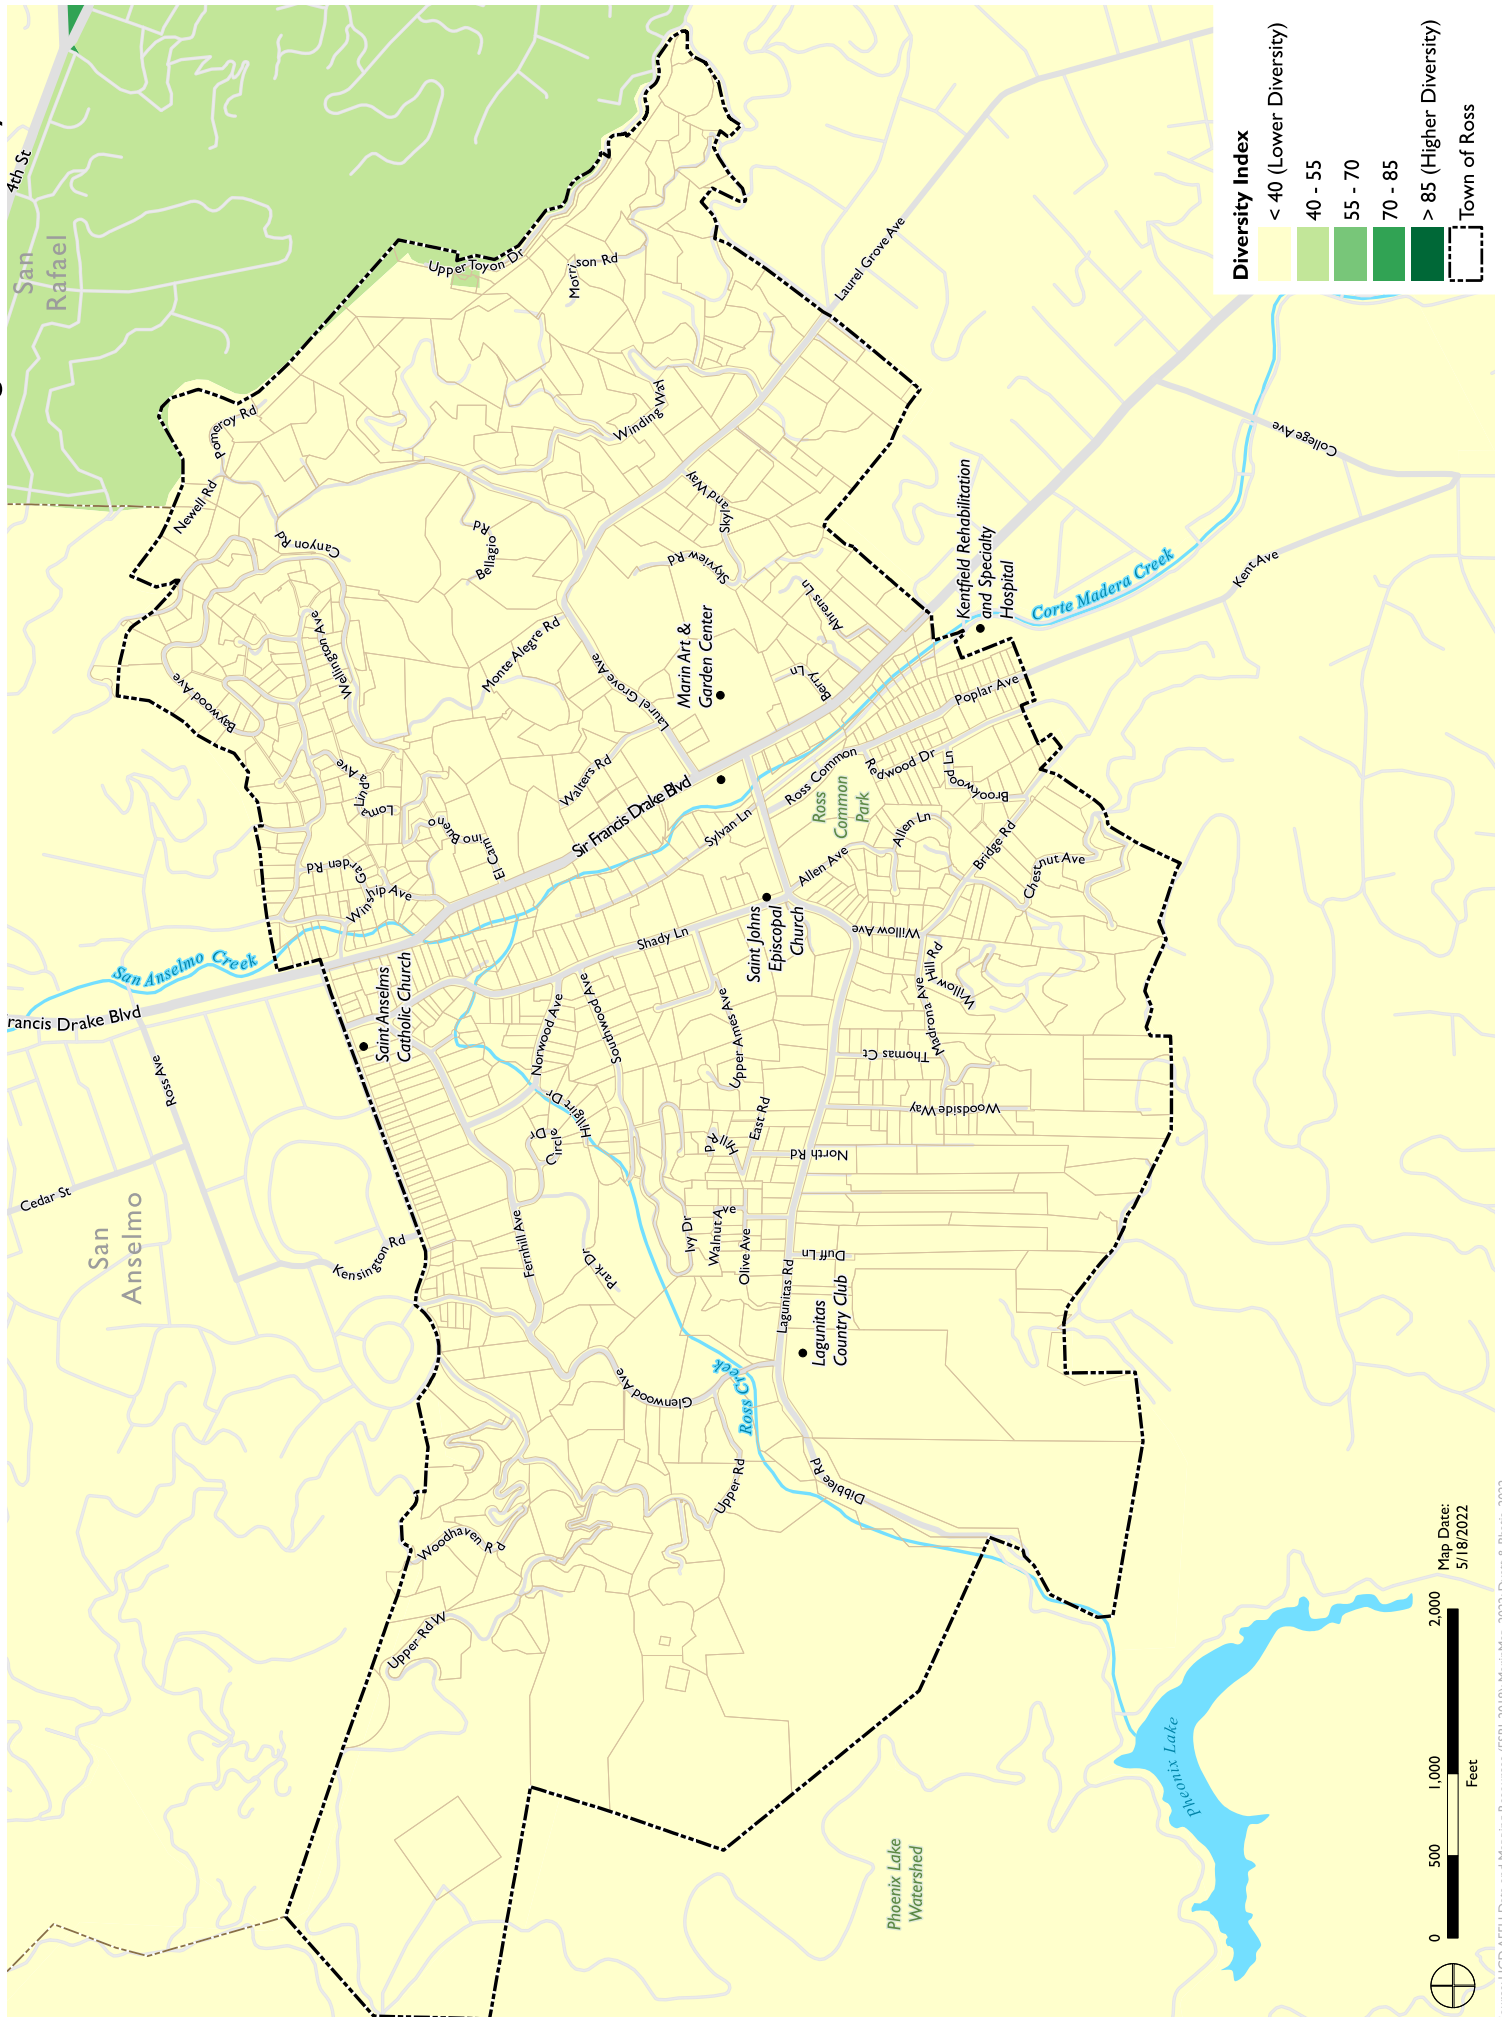 4th St
San
Rafael
Upper Toyon Dr
Morrison Rd
Laurel Grove Ave
Pomeroy Rd
Newell Rd
Canyon Rd
Bellagio Rd
Winding Way
Skyland Way
Skyview Rd
Ahrens Ln
Berry Ln
Kentfield Rehabilitation
and Specialty
Hospital
Corte Madera Creek
College Ave
Kent Ave
Wellington Ave
Baywood Ave
Monte Alegre Rd
Laurel Grove Ave
Marin Art &
Garden Center
Walters Rd
Loma Linda Ave
El Camino Bueno
Garden Rd
Winship Ave
Sir Francis Drake Blvd
Sylvan Ln
Ross Common
Ross
Common
Park
Redwood Dr
Poplar Ave
Brookwood Ln
Allen Ln
Allen Ave
Bridge Rd
Chestnut Ave
San Anselmo Creek
rancis Drake Blvd
Saint Anselms
Catholic Church
Shady Ln
Saint Johns
Episcopal
Church
Willow Ave
Willow Hill Rd
Madrona Ave
Thomas Ct
Woodside Way
Norwood Ave
Southwood Ave
Upper Ames Ave
Hillgirt Dr
Circle Dr
East Rd
Hill Rd
North Rd
Ross Ave
Cedar St
San
Anselmo
Kensington Rd
Fernhill Ave
Park Dr
Ivy Dr
Walnut Ave
Olive Ave
Duff Ln
Lagunitas Rd
Lagunitas
Country Club
Glenwood Ave
Ross Creek
Upper Rd
Dibblee Rd
Woodhaven Rd
Upper Rd W
Phoenix Lake
Watershed
Pheonix Lake
Diversity Index
< 40 (Lower Diversity)
40 - 55
55 - 70
70 - 85
> 85 (Higher Diversity)
Town of Ross
Map Date:
5/18/2022
0 500 1,000 2,000
Feet